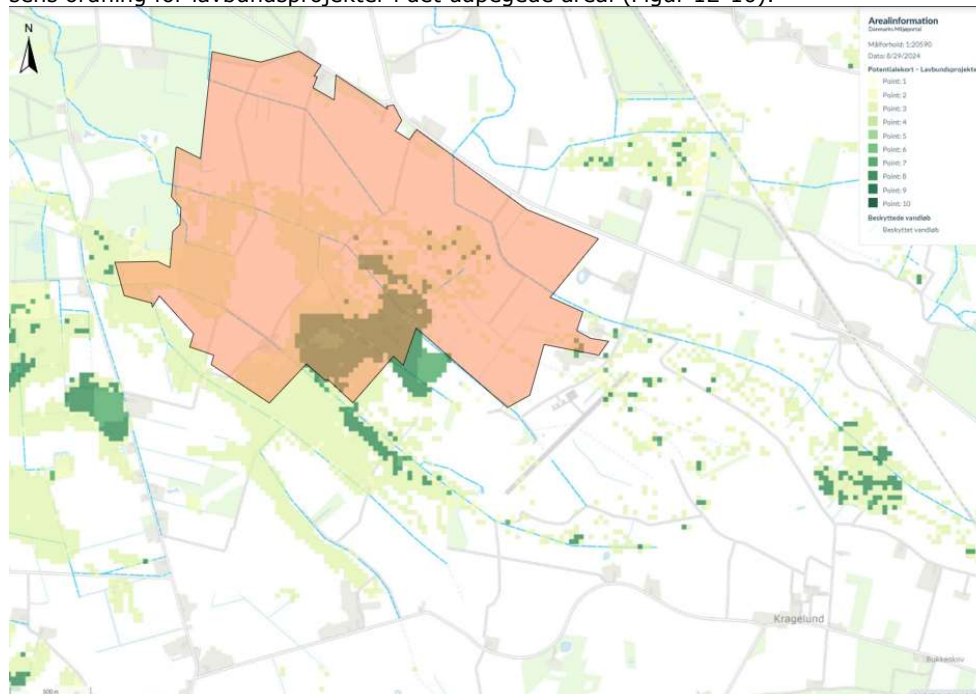 sens ordning for lavbundsprojekter i det udpegede areal (Figur 12-10).
N
Arealinformation
Danmarks Miljøportal
Målforhold: 1:20590
Dato: 8/29/2024
Potentialekort - Lavbundsprojekte
Point: 1
Point: 2
Point: 3
Point: 4
Point: 5
Point: 6
Point: 7
Point: 8
Point: 9
Point: 10
Beskyttede vandløb
Beskyttet vandløb
Kragelund
Bukkeskov
600 m